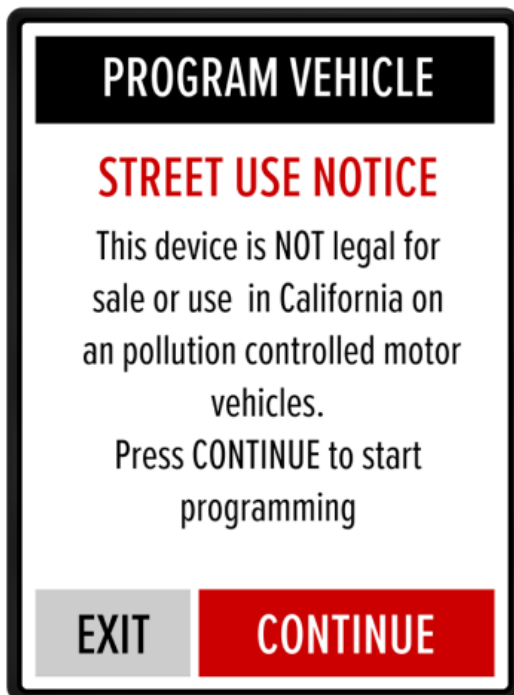 PROGRAM VEHICLE
STREET USE NOTICE
This device is NOT legal for
sale or use in California on
an pollution controlled motor
vehicles.
Press CONTINUE to start
programming
EXIT CONTINUE